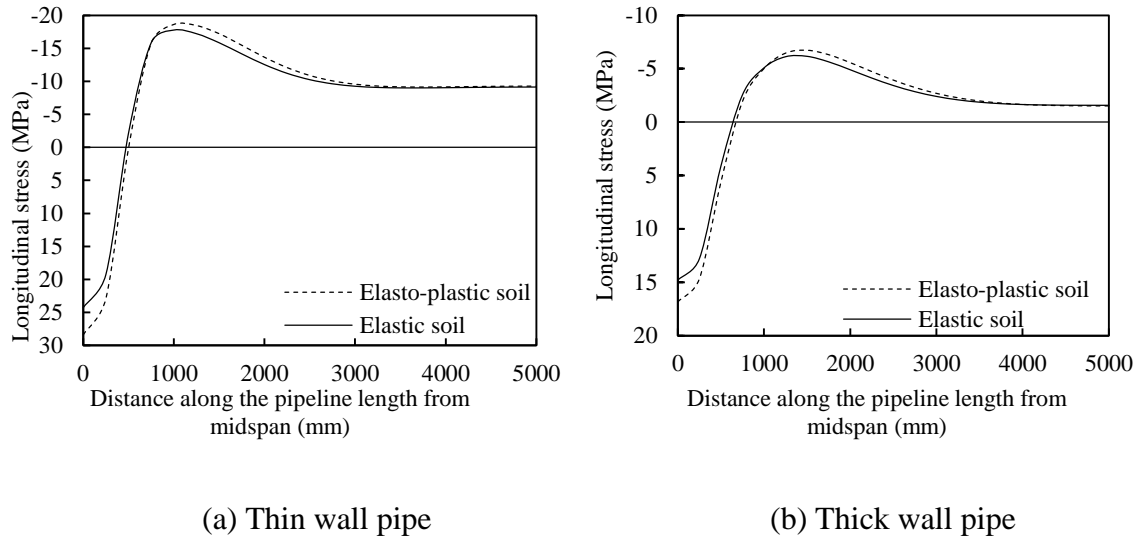 -20
-15
-10
-5
0
5
10
15
20
25
30
Longitudinal stress (MPa)
Elasto-plastic soil
Elastic soil
0 1000 2000 3000 4000 5000
Distance along the pipeline length from
midspan (mm)
(a) Thin wall pipe
-10
-5
0
5
10
15
20
Longitudinal stress (MPa)
Elasto-plastic soil
Elastic soil
0 1000 2000 3000 4000 5000
Distance along the pipeline length from
midspan (mm)
(b) Thick wall pipe